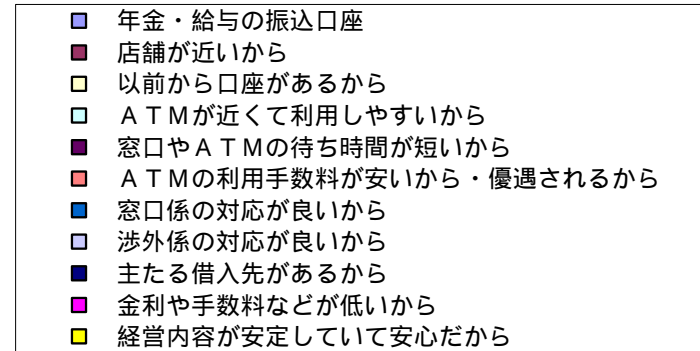 年金・給与の振込口座
店舗が近いから
以前から口座があるから
ＡＴＭが近くて利用しやすいから
窓口やＡＴＭの待ち時間が短いから
ＡＴＭの利用手数料が安いから・優遇されるから
窓口係の対応が良いから
渉外係の対応が良いから
主たる借入先があるから
金利や手数料などが低いから
経営内容が安定していて安心だから